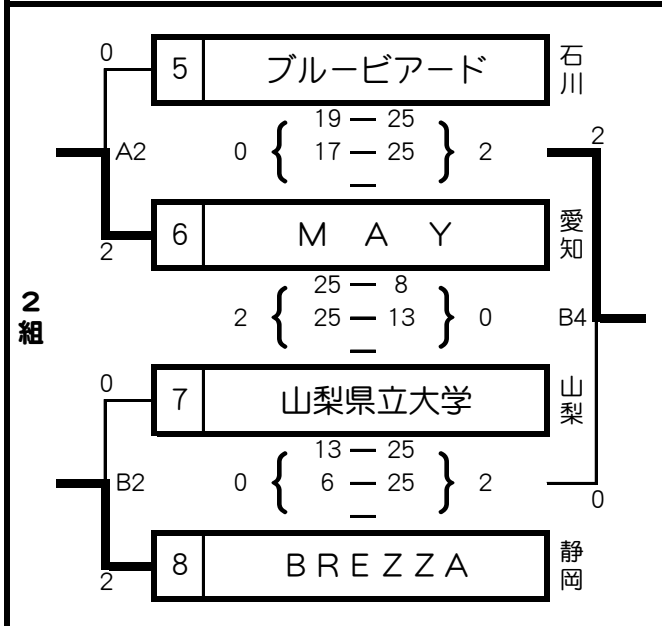 0
5 ブルービアード 石川
19 — 25
A2 0 { 17 — 25 } 2 2
—
2 6 M A Y 愛知
25 — 8
2組 2 { 25 — 13 } 0 B4
—
0 7 山梨県立大学 山梨
13 — 25
B2 0 { 6 — 25 } 2 0
—
2 8 BREZZA 静岡